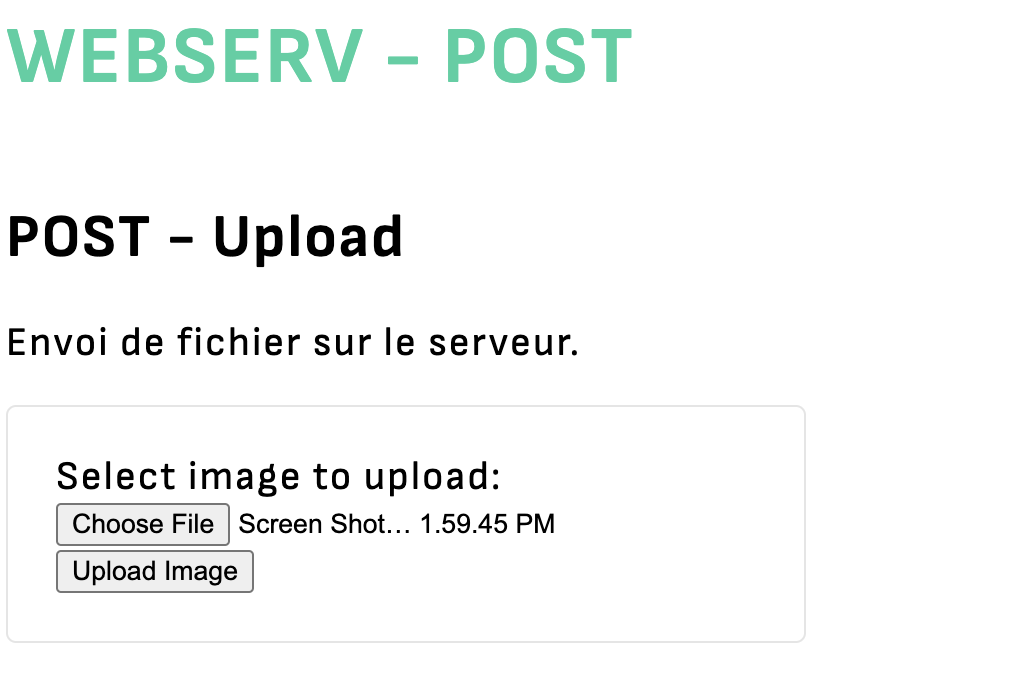 WEBSERV - POST
POST - Upload
Envoi de fichier sur le serveur.
Select image to upload:
Choose File Screen Shot… 1.59.45 PM
Upload Image